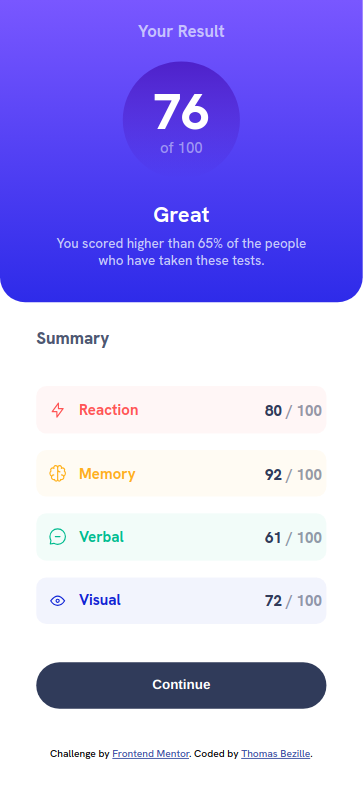 Your Result
76
of 100
Great
You scored higher than 65% of the people
who have taken these tests.
Summary
Reaction 80 / 100
Memory 92 / 100
Verbal 61 / 100
Visual 72 / 100
Continue
Challenge by Frontend Mentor. Coded by Thomas Bezille.